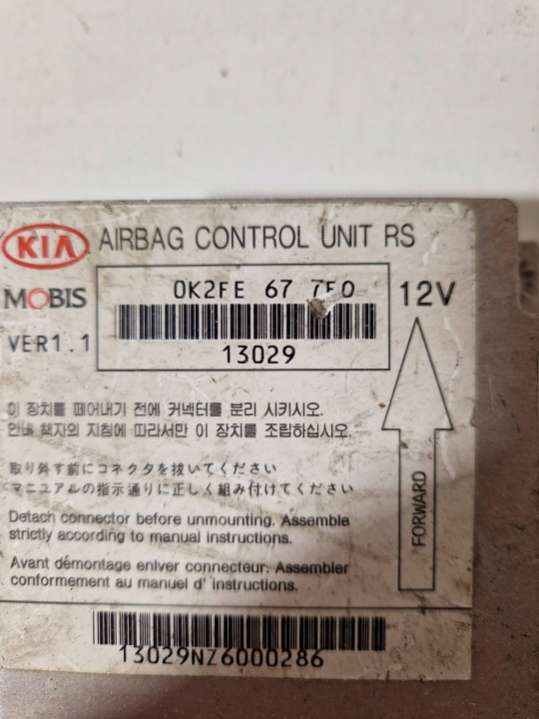 KIA AIRBAG CONTROL UNIT RS
MOBIS
0K2FE 67 7F0
12V
VER1.1
13029
이 장치를 떼어내기 전에 커넥터를 분리 시키시오.
안내 책자의 지침에 따라서만 이 장치를 조립하십시오.
取り外す前にコネクタを抜いてください
マニュアルの指示通りに正しく組み付けてください
FORWARD
Detach connector before unmounting. Assemble
strictly according to manual instructions.
Avant démontage enlver connecteur. Assembler
conformement au manuel d' instructions.
13029NZ6000286